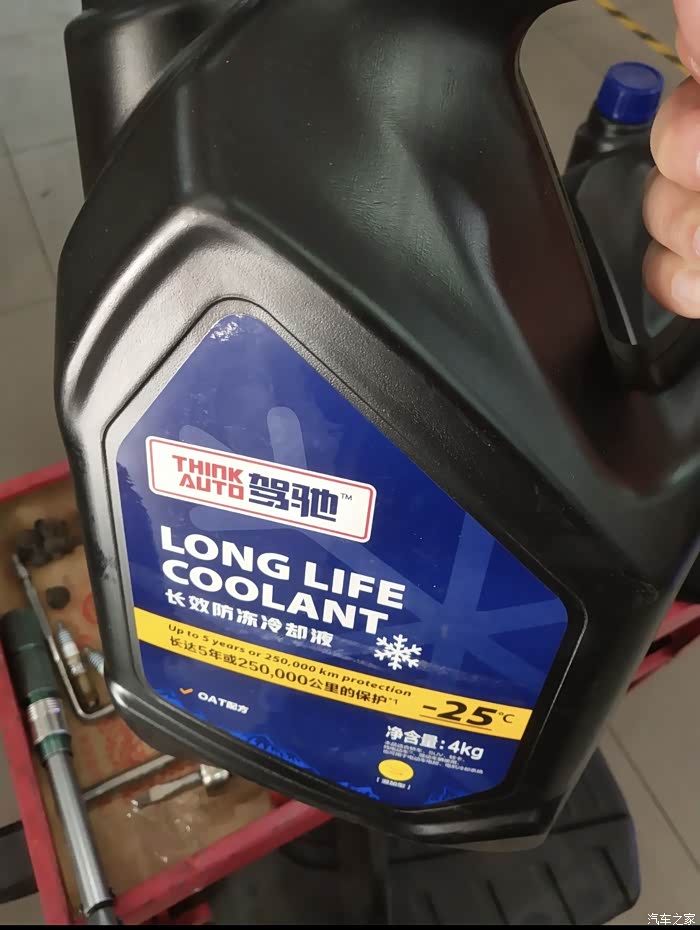 THINK
AUTO
驾驰™
LONG LIFE
COOLANT
长效防冻冷却液
Up to 5 years or 250,000 km protection
长达5年或250,000公里的保护*1
-25°C
OAT配方
净含量：4kg
汽车之家